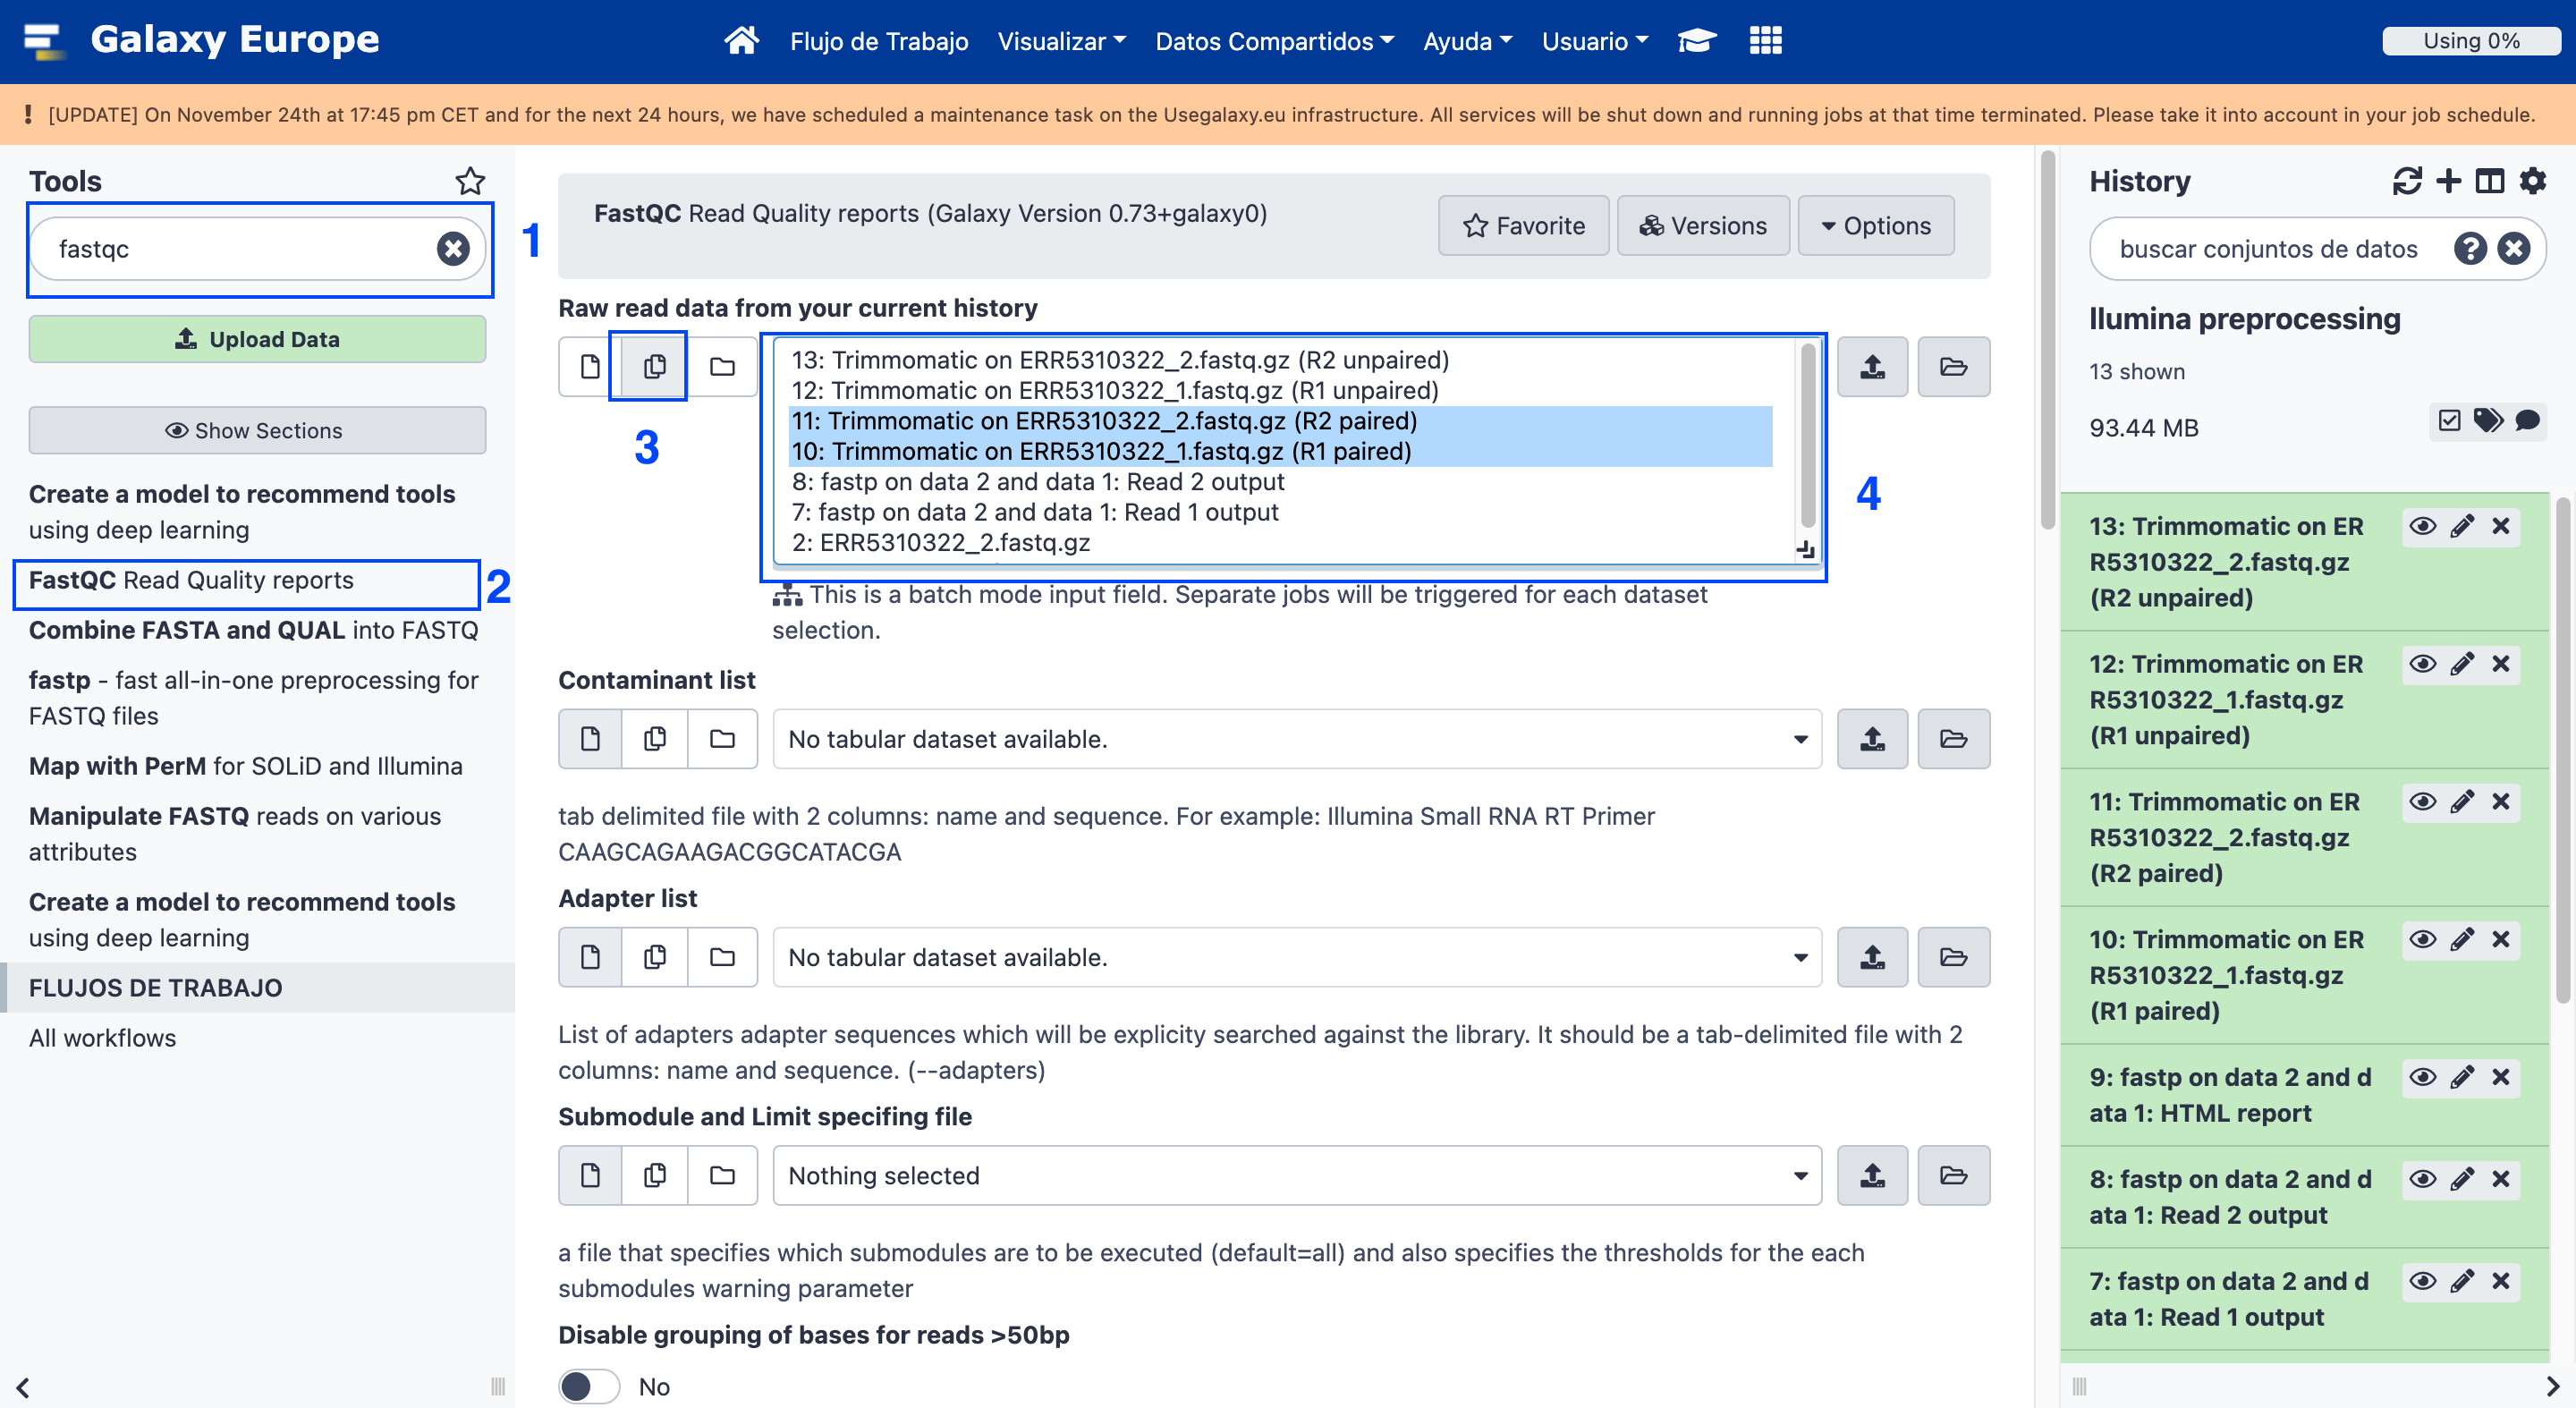 Galaxy Europe
Flujo de Trabajo Visualizar Datos Compartidos Ayuda Usuario
Using 0%
[UPDATE] On November 24th at 17:45 pm CET and for the next 24 hours, we have scheduled a maintenance task on the Usegalaxy.eu infrastructure. All services will be shut down and running jobs at that time terminated. Please take it into account in your job schedule.
Tools
fastqc
1
Upload Data
Show Sections
Create a model to recommend tools
using deep learning
FastQC Read Quality reports
2
Combine FASTA and QUAL into FASTQ
fastp - fast all-in-one preprocessing for
FASTQ files
Map with PerM for SOLiD and Illumina
Manipulate FASTQ reads on various
attributes
Create a model to recommend tools
using deep learning
FLUJOS DE TRABAJO
All workflows
FastQC Read Quality reports (Galaxy Version 0.73+galaxy0)
Favorite
Versions
Options
Raw read data from your current history
3
13: Trimmomatic on ERR5310322_2.fastq.gz (R2 unpaired)
12: Trimmomatic on ERR5310322_1.fastq.gz (R1 unpaired)
11: Trimmomatic on ERR5310322_2.fastq.gz (R2 paired)
10: Trimmomatic on ERR5310322_1.fastq.gz (R1 paired)
8: fastp on data 2 and data 1: Read 2 output
7: fastp on data 2 and data 1: Read 1 output
2: ERR5310322_2.fastq.gz
4
This is a batch mode input field. Separate jobs will be triggered for each dataset
selection.
Contaminant list
No tabular dataset available.
tab delimited file with 2 columns: name and sequence. For example: Illumina Small RNA RT Primer
CAAGCAGAAGACGGCATACGA
Adapter list
No tabular dataset available.
List of adapters adapter sequences which will be explicity searched against the library. It should be a tab-delimited file with 2
columns: name and sequence. (--adapters)
Submodule and Limit specifing file
Nothing selected
a file that specifies which submodules are to be executed (default=all) and also specifies the thresholds for the each
submodules warning parameter
Disable grouping of bases for reads >50bp
No
History
buscar conjuntos de datos
Ilumina preprocessing
13 shown
93.44 MB
13: Trimmomatic on ER
R5310322_2.fastq.gz
(R2 unpaired)
12: Trimmomatic on ER
R5310322_1.fastq.gz
(R1 unpaired)
11: Trimmomatic on ER
R5310322_2.fastq.gz
(R2 paired)
10: Trimmomatic on ER
R5310322_1.fastq.gz
(R1 paired)
9: fastp on data 2 and d
ata 1: HTML report
8: fastp on data 2 and d
ata 1: Read 2 output
7: fastp on data 2 and d
ata 1: Read 1 output